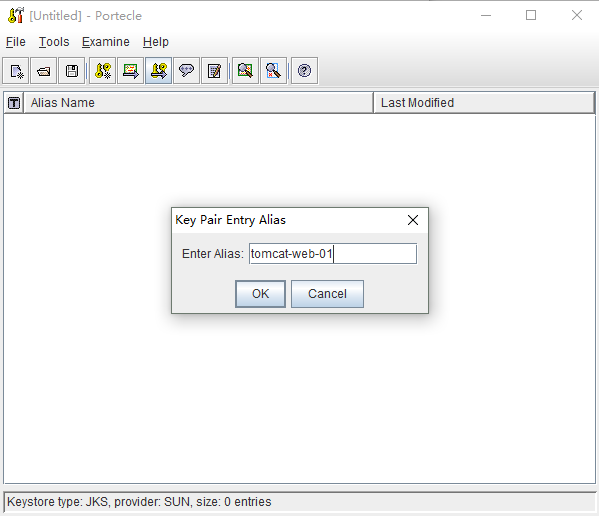 [Untitled] - Portecle
File Tools Examine Help
T Alias Name Last Modified
Key Pair Entry Alias
Enter Alias: tomcat-web-01
OK Cancel
Keystore type: JKS, provider: SUN, size: 0 entries